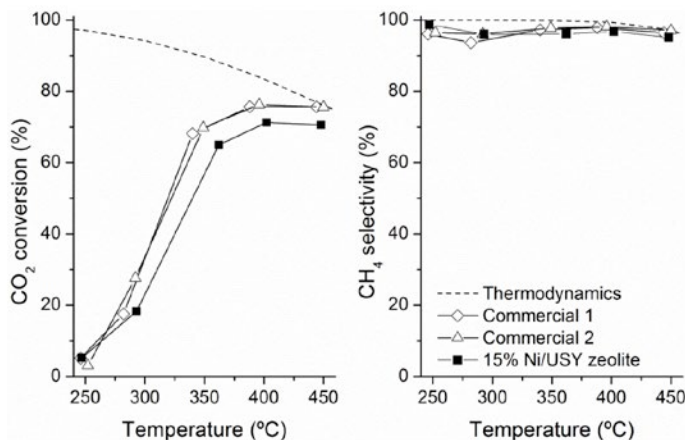 100
80
60
40
20
0
CO₂ conversion (%)
250 300 350 400 450
Temperature (ºC)
100
80
60
40
20
0
CH₄ selectivity (%)
Thermodynamics
Commercial 1
Commercial 2
15% Ni/USY zeolite
250 300 350 400 450
Temperature (ºC)